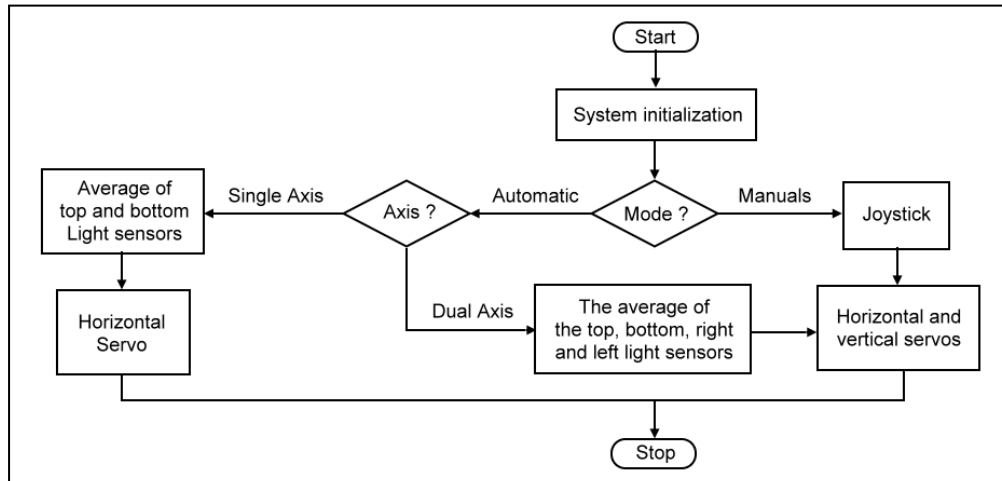 Start
System initialization
Mode ?
Automatic
Manuals
Axis ?
Single Axis
Average of
top and bottom
Light sensors
Joystick
Horizontal
Servo
Dual Axis
The average of
the top, bottom, right
and left light sensors
Horizontal and
vertical servos
Stop